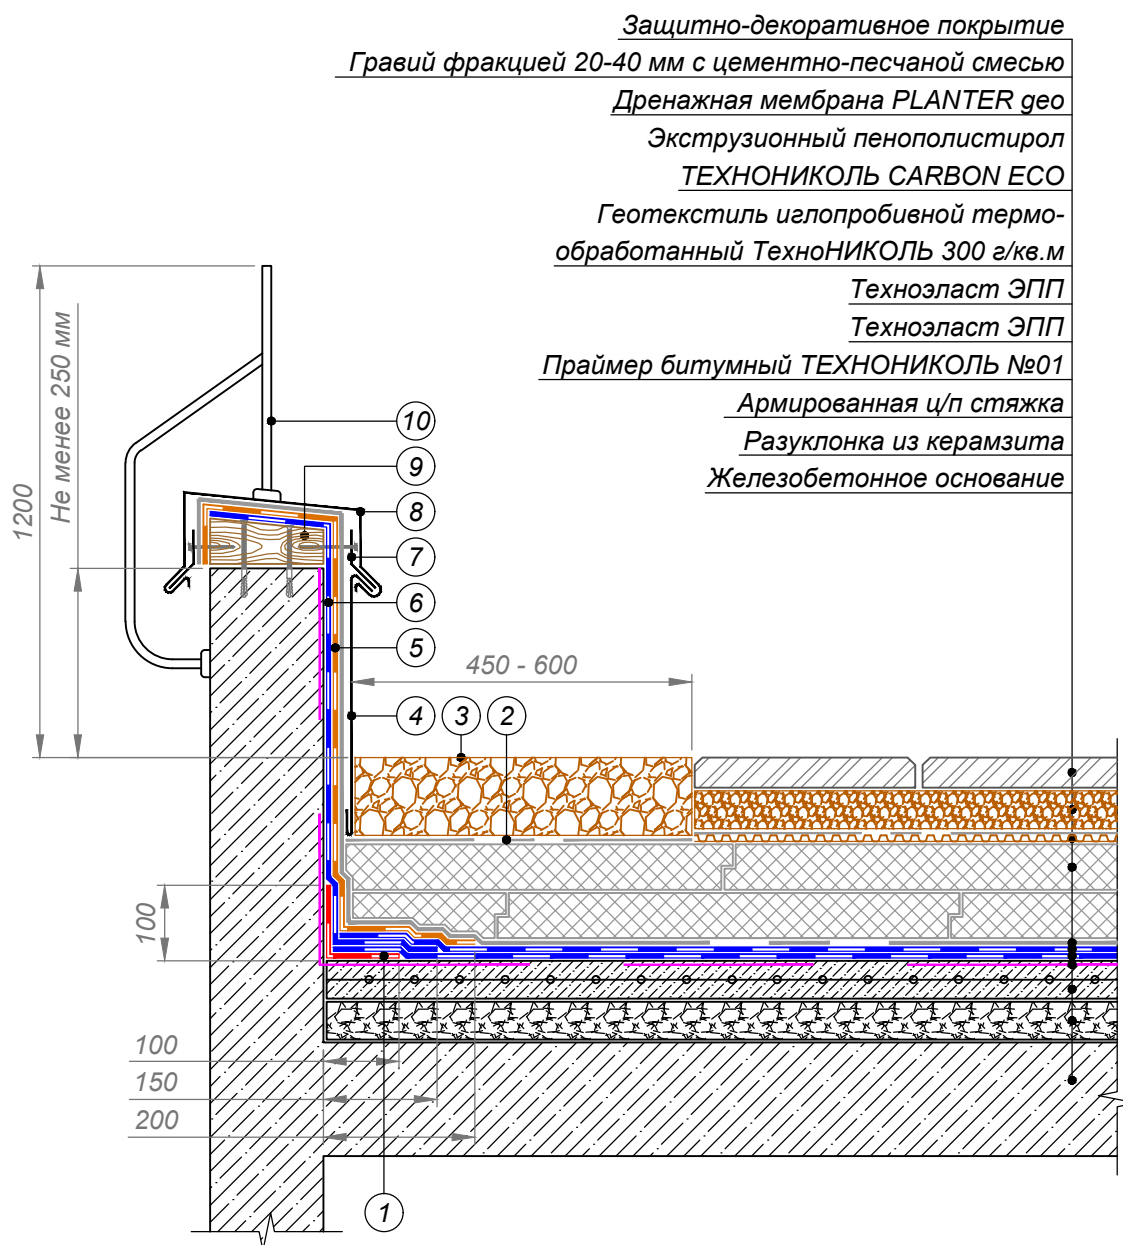 Защитно-декоративное покрытие
Гравий фракцией 20-40 мм с цементно-песчаной смесью
Дренажная мембрана PLANTER geo
Экструзионный пенополистирол
ТЕХНОНИКОЛЬ CARBON ECO
Геотекстиль иглопробивной термо-
обработанный ТехноНИКОЛЬ 300 г/кв.м
Техноэласт ЭПП
Техноэласт ЭПП
Праймер битумный ТЕХНОНИКОЛЬ №01
Армированная ц/п стяжка
Разуклонка из керамзита
Железобетонное основание
1200
Не менее 250 мм
10
9
8
7
6
5
450 - 600
4
3
2
100
100
150
200
1